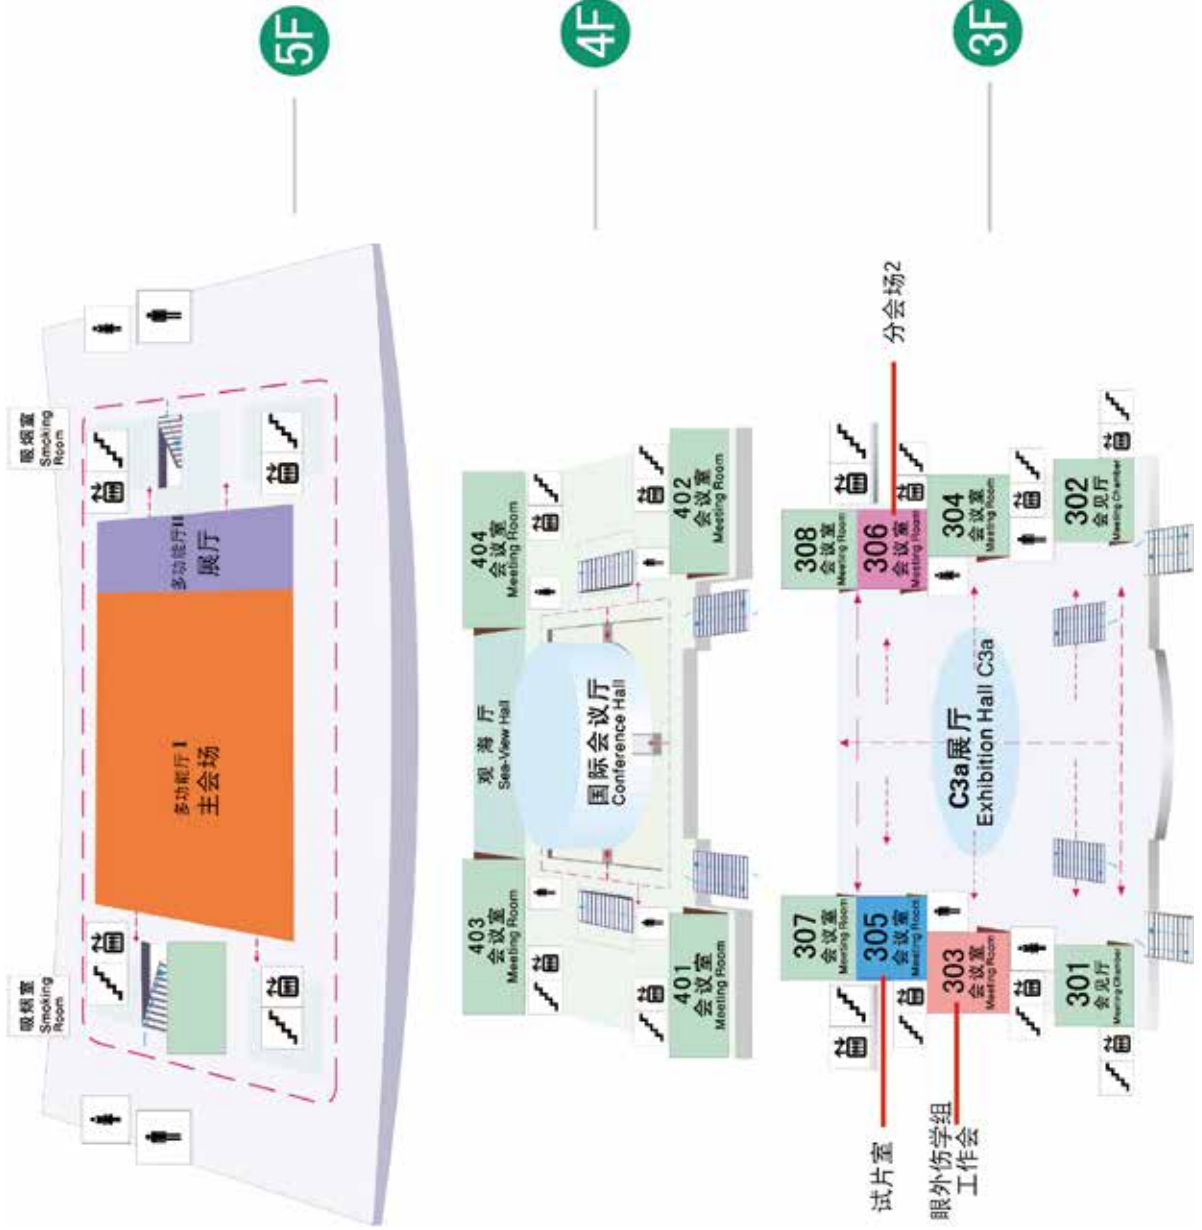 5F
吸烟室
Smoking
Room
吸烟室
Smoking
Room
多功能厅 I
主会场
多功能厅 II
展厅
4F
403
会议室
Meeting Room
观海厅
Sea-View Hall
404
会议室
Meeting Room
国际会议厅
Conference Hall
401
会议室
Meeting Room
402
会议室
Meeting Room
3F
307
会议室
Meeting Room
308
会议室
Meeting Room
试片室
305
会议室
Meeting Room
306
会议室
Meeting Room
分会场2
眼外伤学组
工作会
303
会议室
Meeting Room
C3a展厅
Exhibition Hall C3a
304
会议室
Meeting Room
301
会见厅
Meeting Chamber
302
会见厅
Meeting Chamber